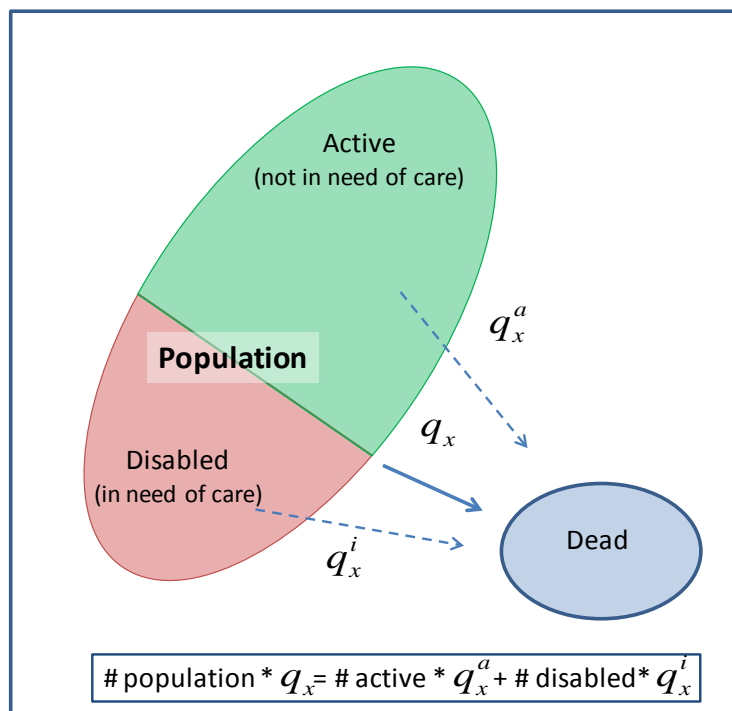 Active
(not in need of care)
q_x^a
Population
q_x
Disabled
(in need of care)
q_x^i
Dead
# population * q_x = # active * q_x^a + # disabled* q_x^i